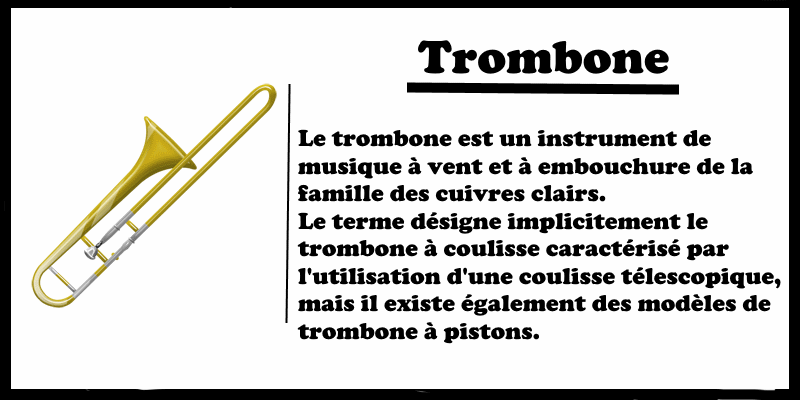 Trombone
Le trombone est un instrument de
musique à vent et à embouchure de la
famille des cuivres clairs.
Le terme désigne implicitement le
trombone à coulisse caractérisé par
l'utilisation d'une coulisse télescopique,
mais il existe également des modèles de
trombone à pistons.